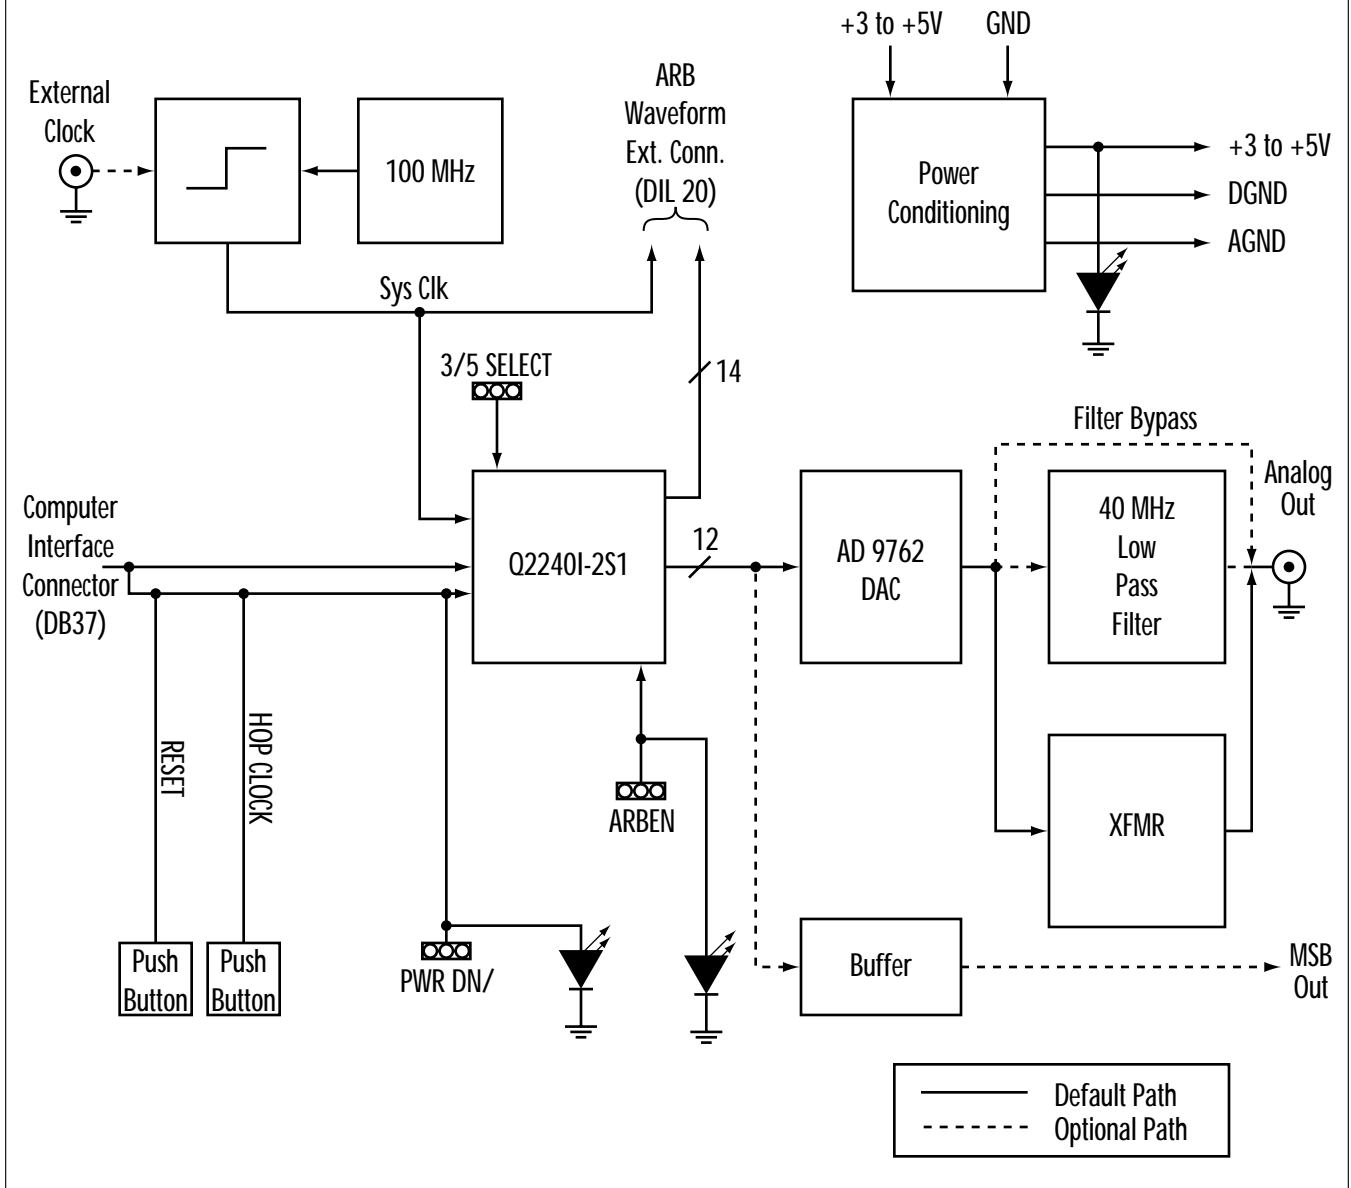 +3 to +5V
GND
External
Clock
100 MHz
ARB
Waveform
Ext. Conn.
(DIL 20)
Power
Conditioning
+3 to +5V
DGND
AGND
Sys Clk
3/5 SELECT
14
Filter Bypass
Analog
Out
Computer
Interface
Connector
(DB37)
Q2240I-2S1
12
AD 9762
DAC
40 MHz
Low
Pass
Filter
RESET
HOP CLOCK
ARBEN
XFMR
Push
Button
Push
Button
PWR DN/
Buffer
MSB
Out
Default Path
Optional Path